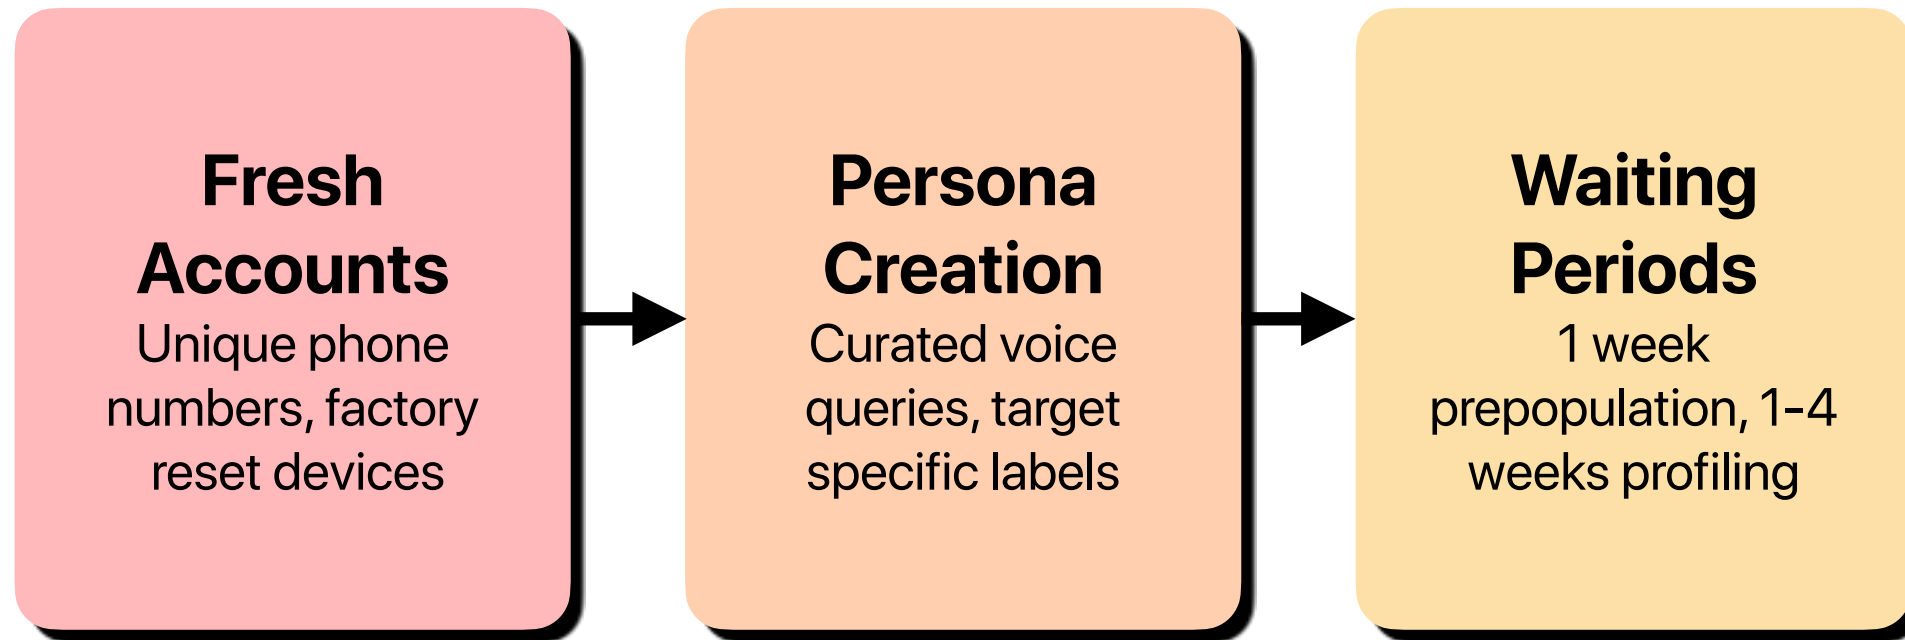 Fresh
Accounts
Unique phone
numbers, factory
reset devices
Persona
Creation
Curated voice
queries, target
specific labels
Waiting
Periods
1 week
prepopulation, 1-4
weeks profiling